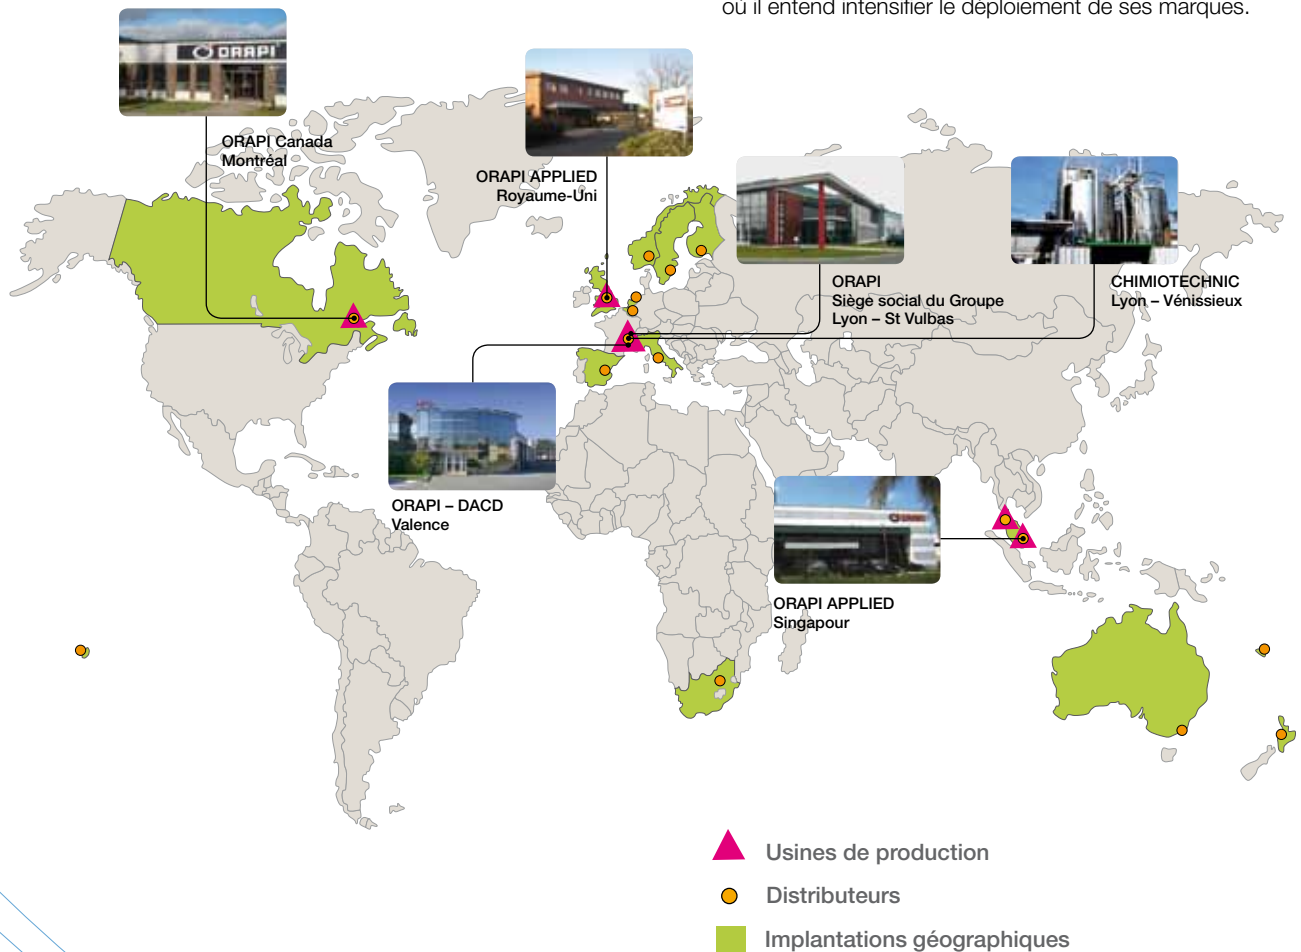 où il entend intensifier le déploiement de ses marques.
ORAPI
ORAPI Canada
Montréal
ORAPI APPLIED
Royaume-Uni
ORAPI
Siège social du Groupe
Lyon – St Vulbas
CHIMIOTECHNIC
Lyon – Vénissieux
ORAPI – DACD
Valence
ORAPI APPLIED
Singapour
Usines de production
Distributeurs
Implantations géographiques